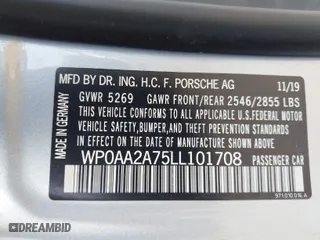 MFD BY DR. ING. H.C. F. PORSCHE AG 11/19
GVWR 5269 GAWR FRONT/REAR 2546/2855 LBS
THIS VEHICLE CONFORMS TO ALL APPLICABLE U.S. FEDERAL MOTOR
VEHICLE SAFETY, BUMPER, AND THEFT PREVENTION STANDARDS IN
EFFECT ON THE DATE OF MANUFACTURE SHOWN ABOVE.
WP0AA2A75LL101708 PASSENGER CAR
MADE IN GERMANY
DREAMBID